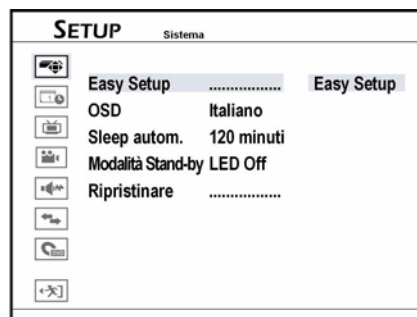 SETUP Sistema
Easy Setup ................. Easy Setup
OSD Italiano
Sleep autom. 120 minuti
Modalità Stand-by LED Off
Ripristinare .................